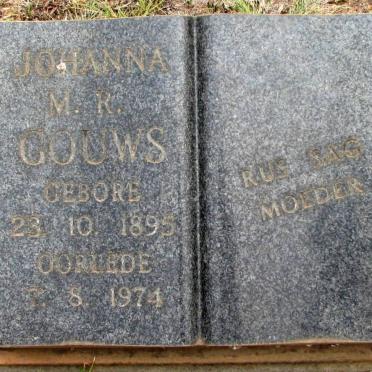 JOHANNA
M. R.
GOUWS
GEBORE
23. 10. 1895
OORLEDE
7. 8. 1974
RUS SAG
MOEDER